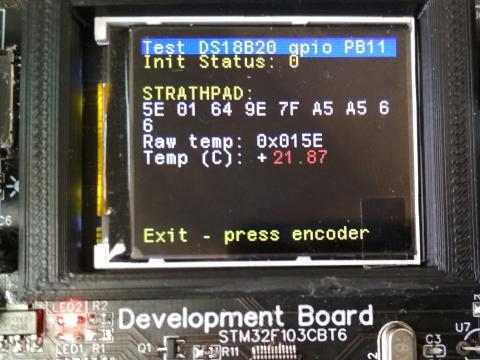 Test DS18B20 gpio PB11
Init Status: 0
STRATHPAD:
5E 01 64 9E 7F A5 A5 6
6
Raw temp: 0x015E
Temp (C): +21.87
Exit - press encoder
LED2 R2
Development Board
STM32F103CBT6
LED1 R1
Q1
R11
C3
U7